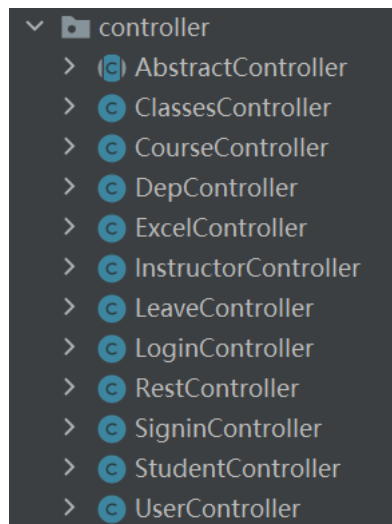 controller
AbstractController
ClassesController
CourseController
DepController
ExcelController
InstructorController
LeaveController
LoginController
RestController
SigninController
StudentController
UserController